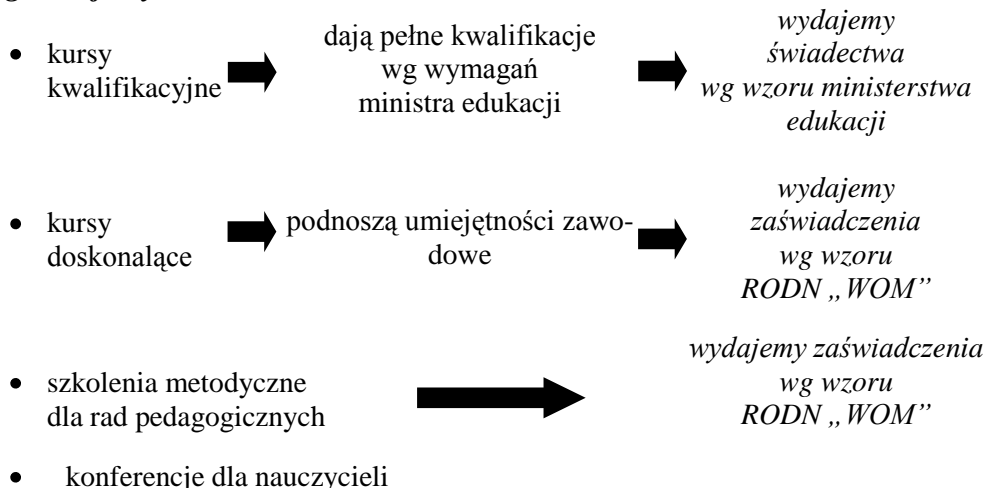 • kursy
kwalifikacyjne
dają pełne kwalifikacje
wg wymagań
ministra edukacji
wydajemy
świadectwa
wg wzoru ministerstwa
edukacji
• kursy
doskonalące
podnoszą umiejętności zawo-
dowe
wydajemy
zaświadczenia
wg wzoru
RODN „WOM”
• szkolenia metodyczne
dla rad pedagogicznych
wydajemy zaświadczenia
wg wzoru
RODN „WOM”
• konferencje dla nauczycieli